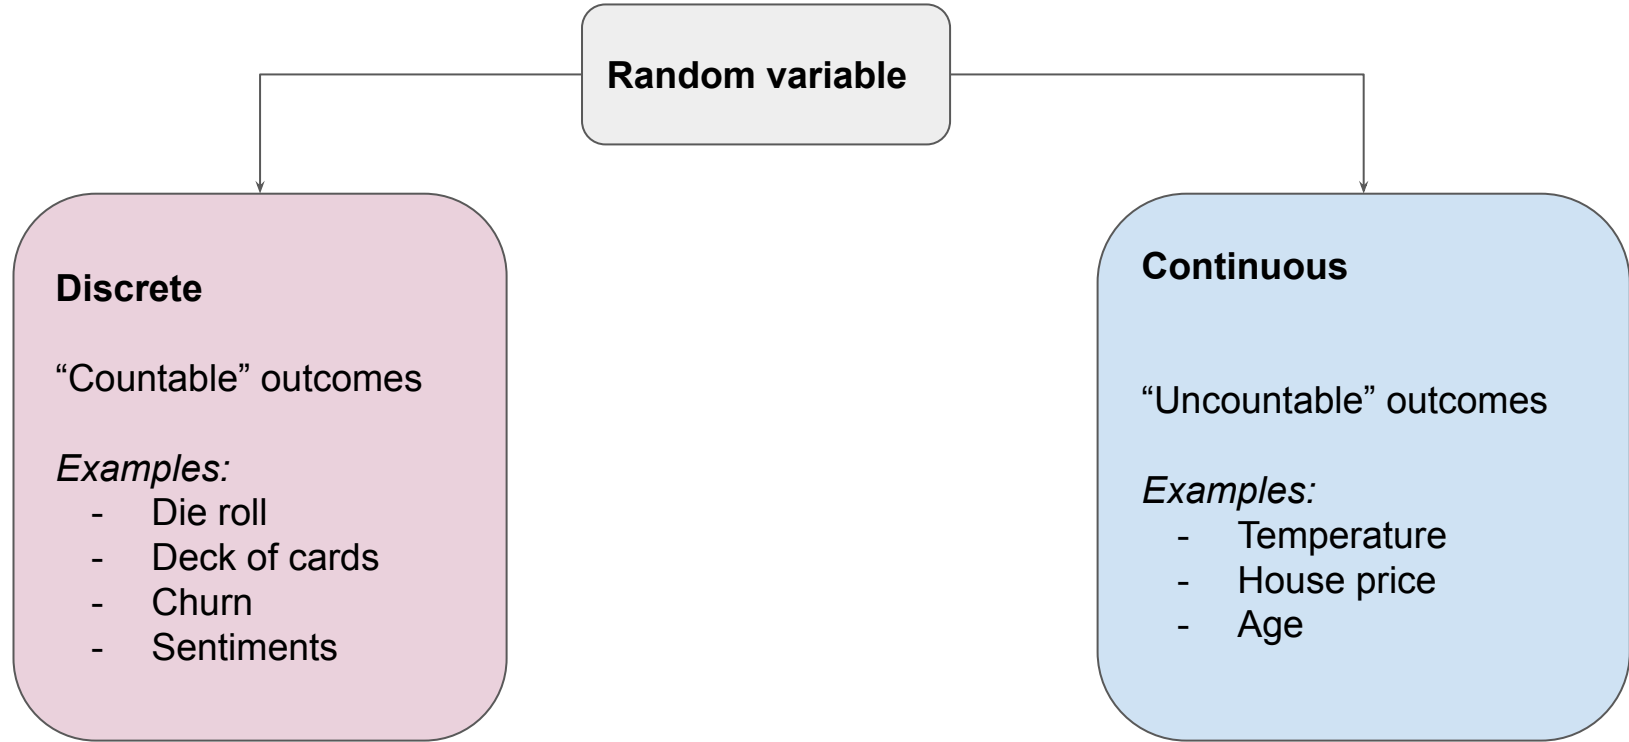 Random variable
Discrete
“Countable” outcomes
Examples:
- Die roll
- Deck of cards
- Churn
- Sentiments
Continuous
“Uncountable” outcomes
Examples:
- Temperature
- House price
- Age